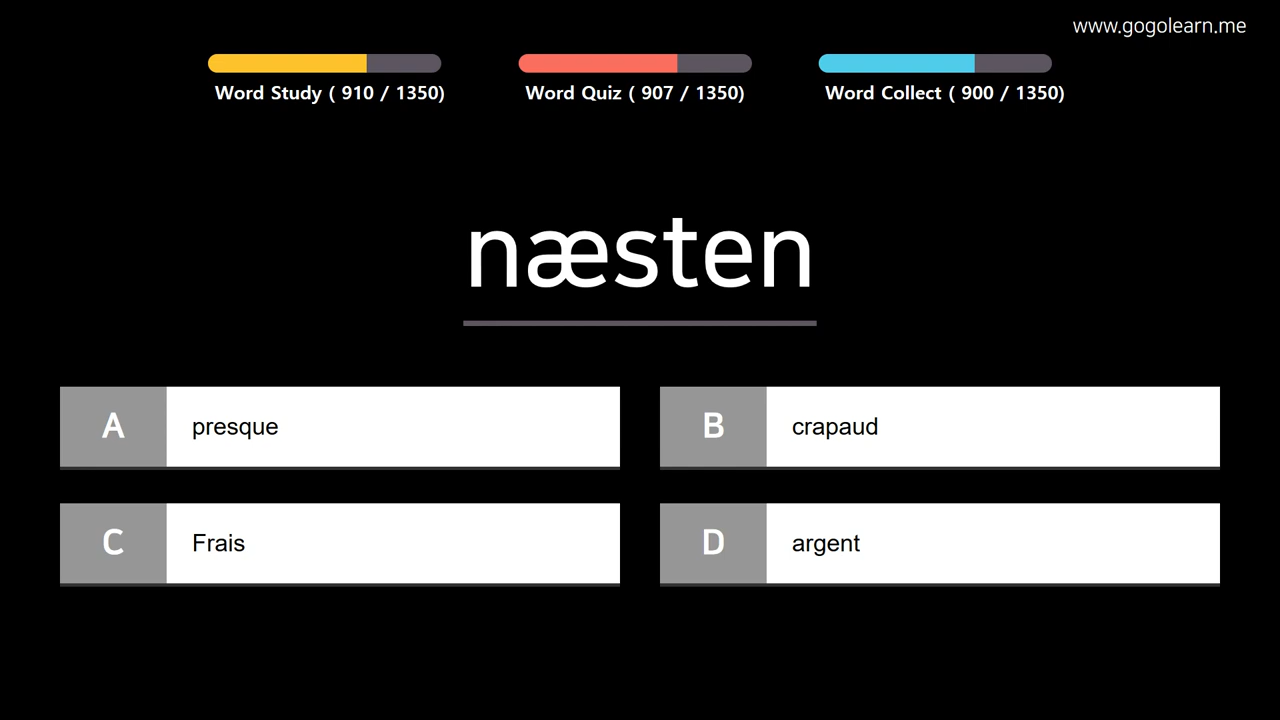 www.gogolearn.me
Word Study ( 910 / 1350)
Word Quiz ( 907 / 1350)
Word Collect ( 900 / 1350)
næsten
A presque
B crapaud
C Frais
D argent